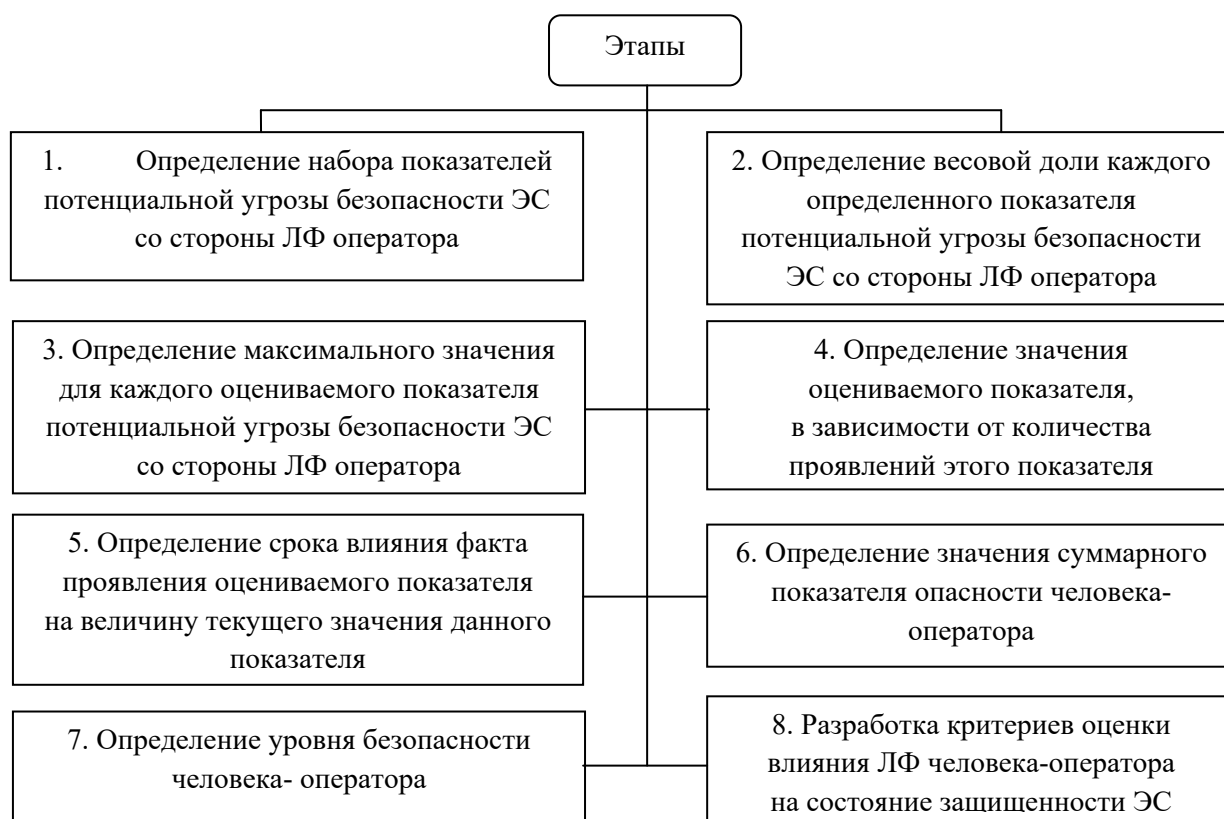 Этапы
1. Определение набора показателей
потенциальной угрозы безопасности ЭС
со стороны ЛФ оператора
2. Определение весовой доли каждого
определенного показателя
потенциальной угрозы безопасности
ЭС со стороны ЛФ оператора
3. Определение максимального значения
для каждого оцениваемого показателя
потенциальной угрозы безопасности ЭС
со стороны ЛФ оператора
4. Определение значения
оцениваемого показателя,
в зависимости от количества
проявлений этого показателя
5. Определение срока влияния факта
проявления оцениваемого показателя
на величину текущего значения данного
показателя
6. Определение значения суммарного
показателя опасности человека-
оператора
7. Определение уровня безопасности
человека- оператора
8. Разработка критериев оценки
влияния ЛФ человека-оператора
на состояние защищенности ЭС